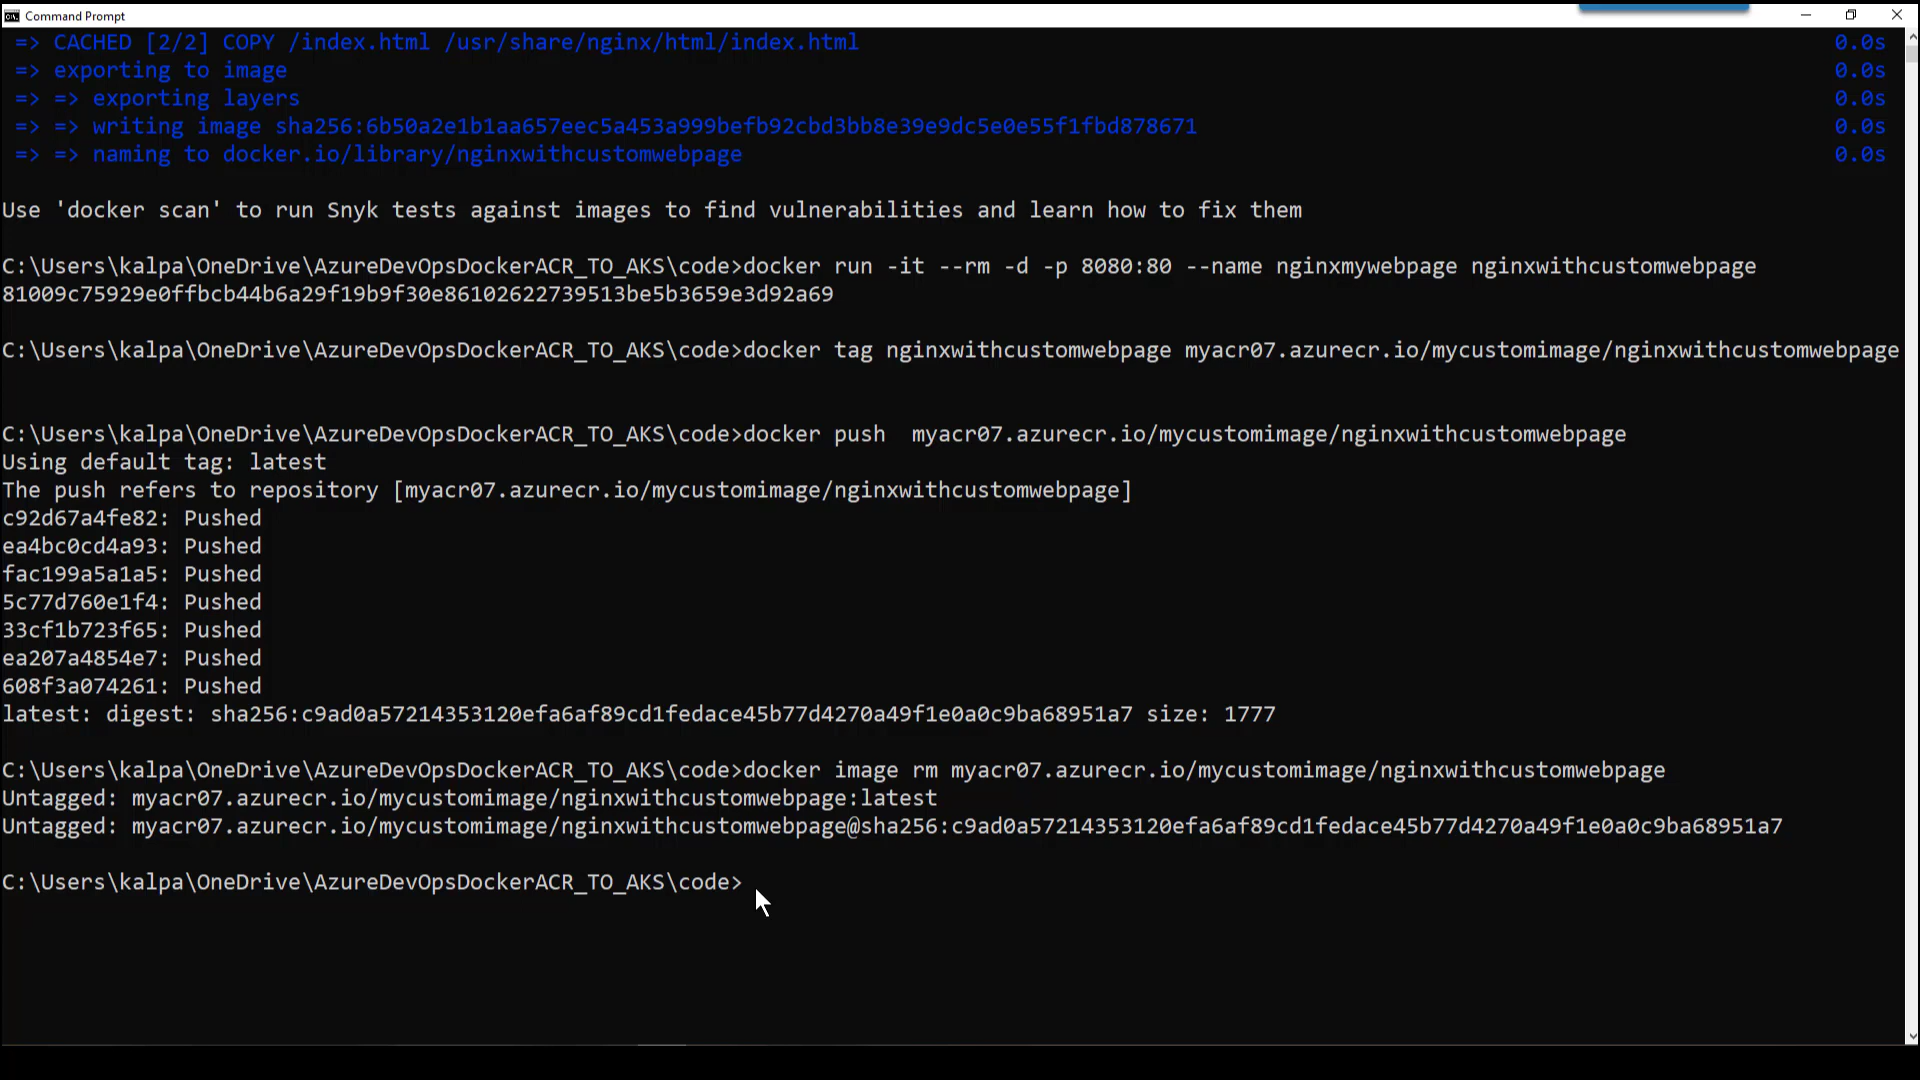 Command Prompt
=> CACHED [2/2] COPY /index.html /usr/share/nginx/html/index.html 0.0s
=> exporting to image 0.0s
=> => exporting layers 0.0s
=> => writing image sha256:6b50a2e1b1aa657eec5a453a999befb92cbd3bb8e39e9dc5e0e55f1fbd878671 0.0s
=> => naming to docker.io/library/nginxwithcustomwebpage 0.0s
Use 'docker scan' to run Snyk tests against images to find vulnerabilities and learn how to fix them
C:\Users\kalpa\OneDrive\AzureDevOpsDockerACR_TO_AKS\code>docker run -it --rm -d -p 8080:80 --name nginxmywebpage nginxwithcustomwebpage
81009c75929e0ffbcb44b6a29f19b9f30e86102622739513be5b3659e3d92a69
C:\Users\kalpa\OneDrive\AzureDevOpsDockerACR_TO_AKS\code>docker tag nginxwithcustomwebpage myacr07.azurecr.io/mycustomimage/nginxwithcustomwebpage
C:\Users\kalpa\OneDrive\AzureDevOpsDockerACR_TO_AKS\code>docker push  myacr07.azurecr.io/mycustomimage/nginxwithcustomwebpage
Using default tag: latest
The push refers to repository [myacr07.azurecr.io/mycustomimage/nginxwithcustomwebpage]
c92d67a4fe82: Pushed
ea4bc0cd4a93: Pushed
fac199a5a1a5: Pushed
5c77d760e1f4: Pushed
33cf1b723f65: Pushed
ea207a4854e7: Pushed
608f3a074261: Pushed
latest: digest: sha256:c9ad0a57214353120efa6af89cd1fedace45b77d4270a49f1e0a0c9ba68951a7 size: 1777
C:\Users\kalpa\OneDrive\AzureDevOpsDockerACR_TO_AKS\code>docker image rm myacr07.azurecr.io/mycustomimage/nginxwithcustomwebpage
Untagged: myacr07.azurecr.io/mycustomimage/nginxwithcustomwebpage:latest
Untagged: myacr07.azurecr.io/mycustomimage/nginxwithcustomwebpage@sha256:c9ad0a57214353120efa6af89cd1fedace45b77d4270a49f1e0a0c9ba68951a7
C:\Users\kalpa\OneDrive\AzureDevOpsDockerACR_TO_AKS\code>